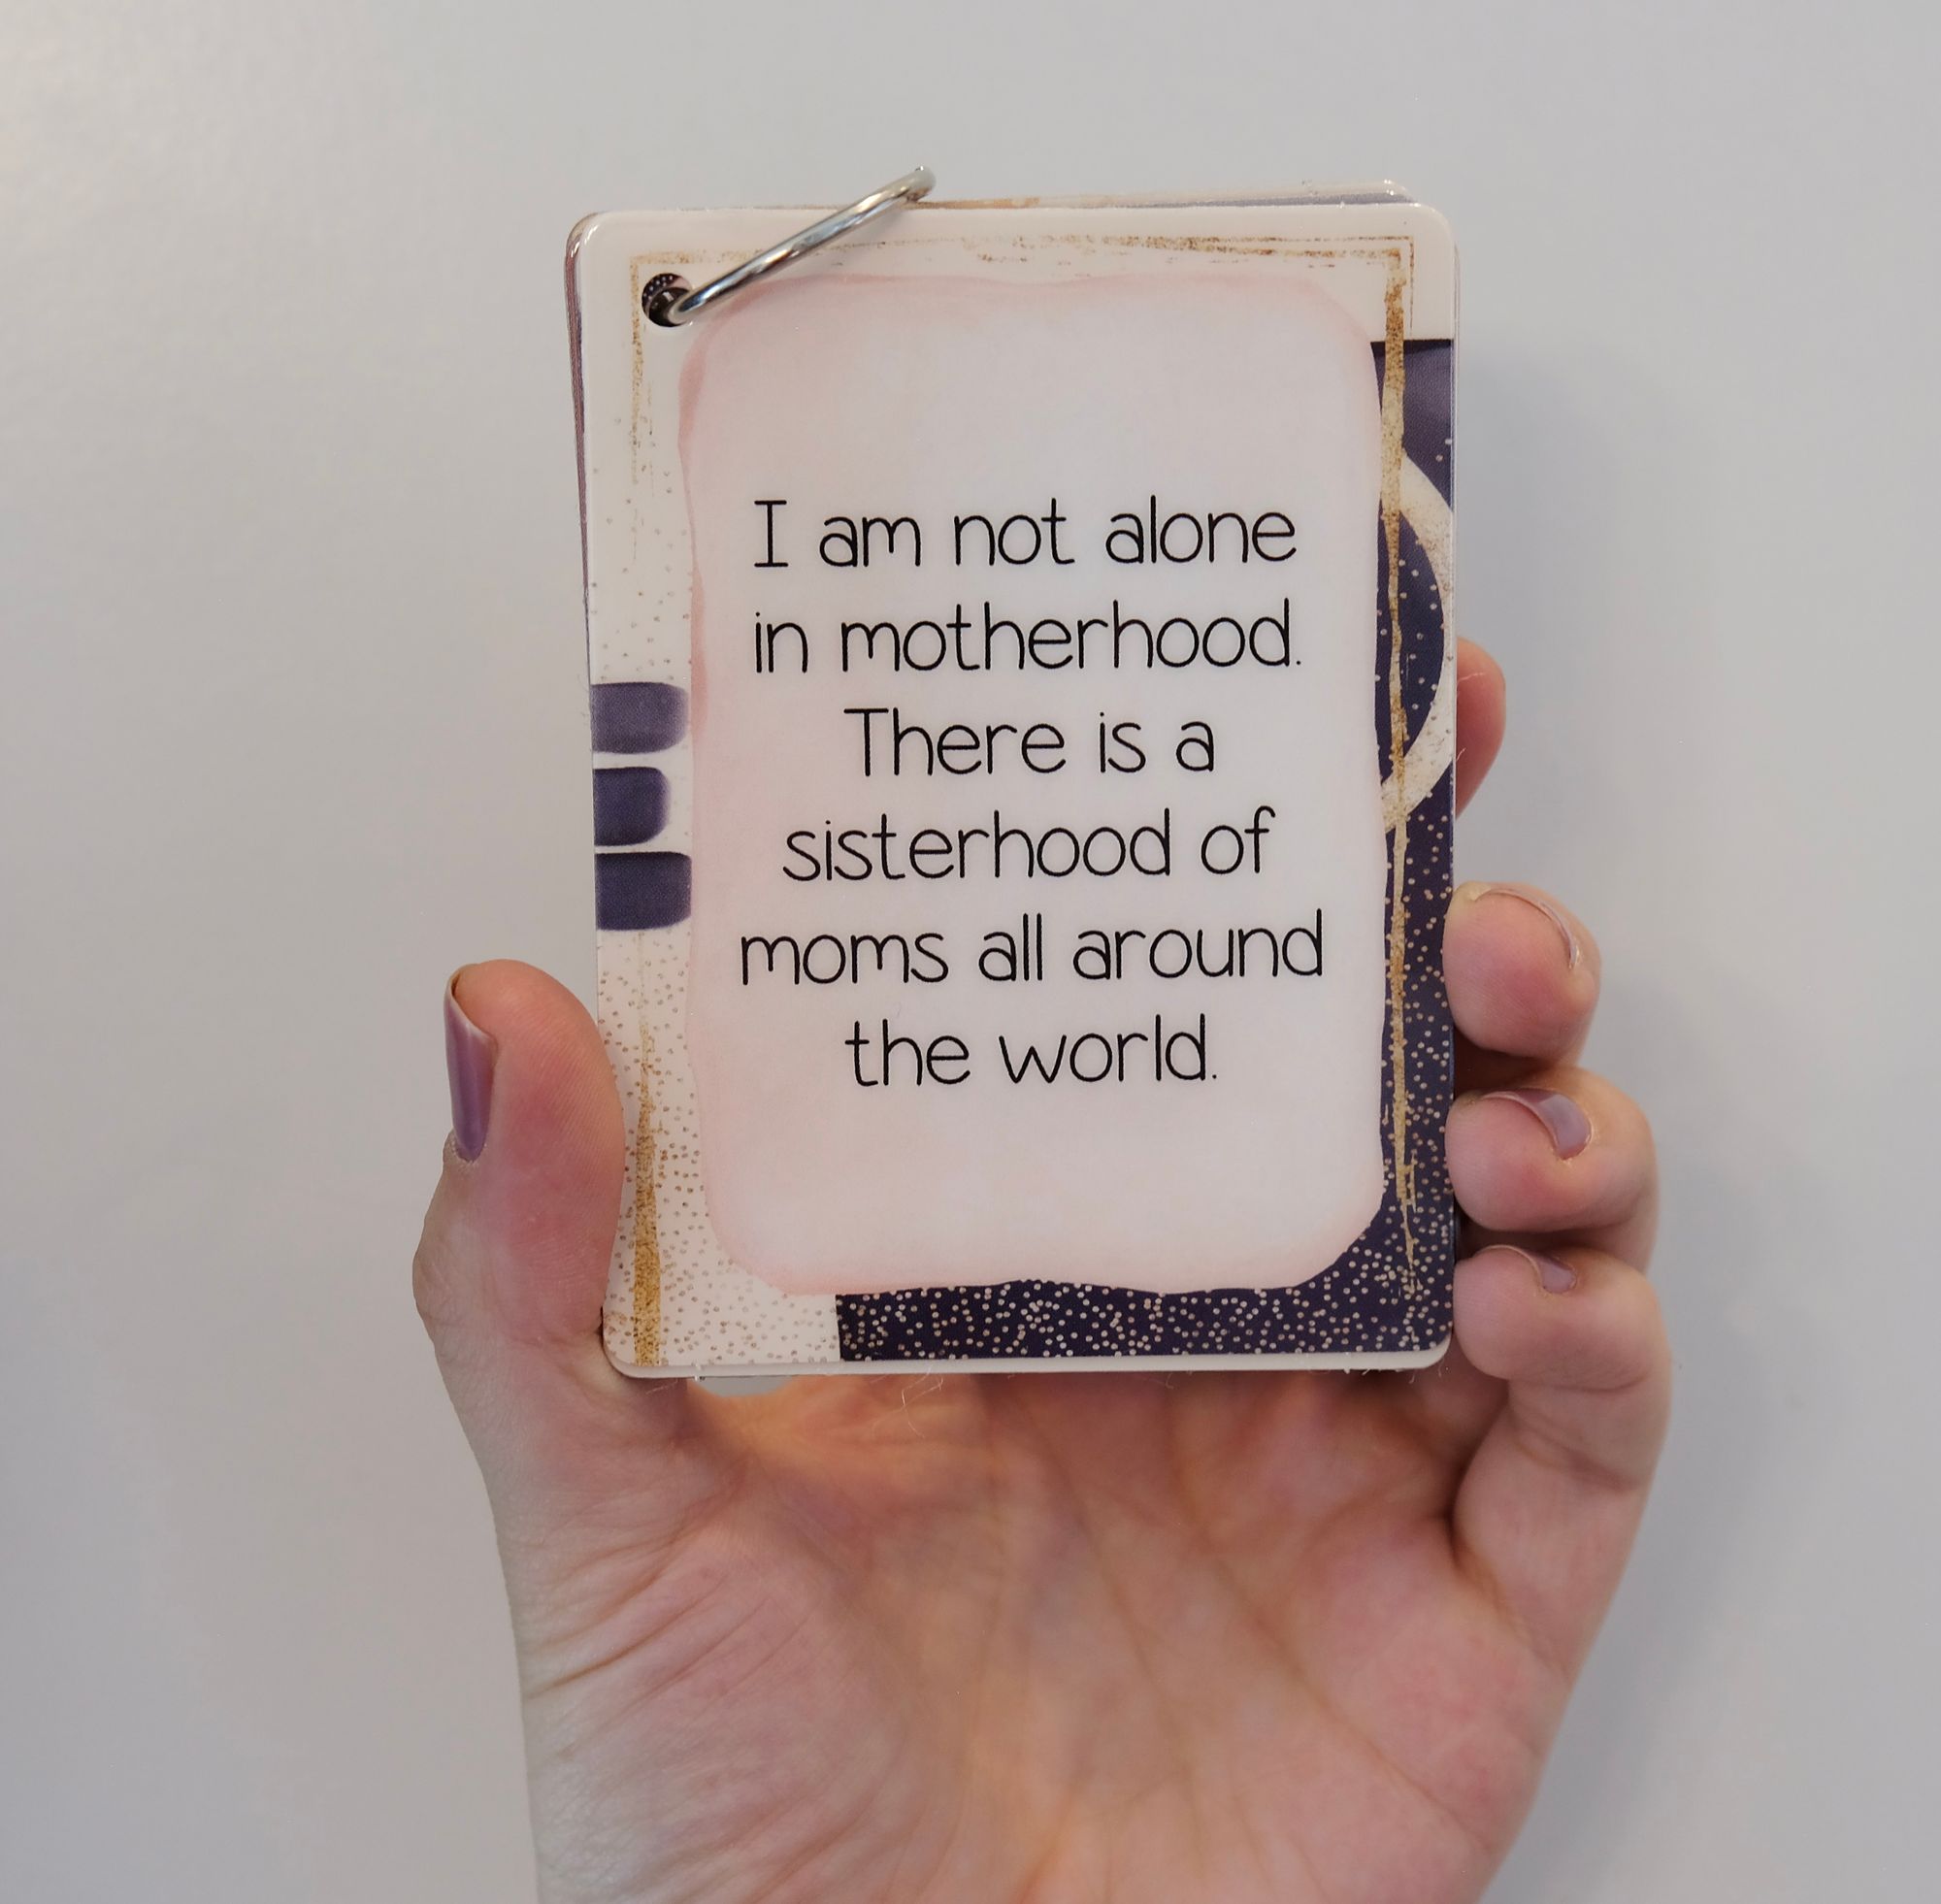 I am not alone
in motherhood.
There is a
sisterhood of
moms all around
the world.